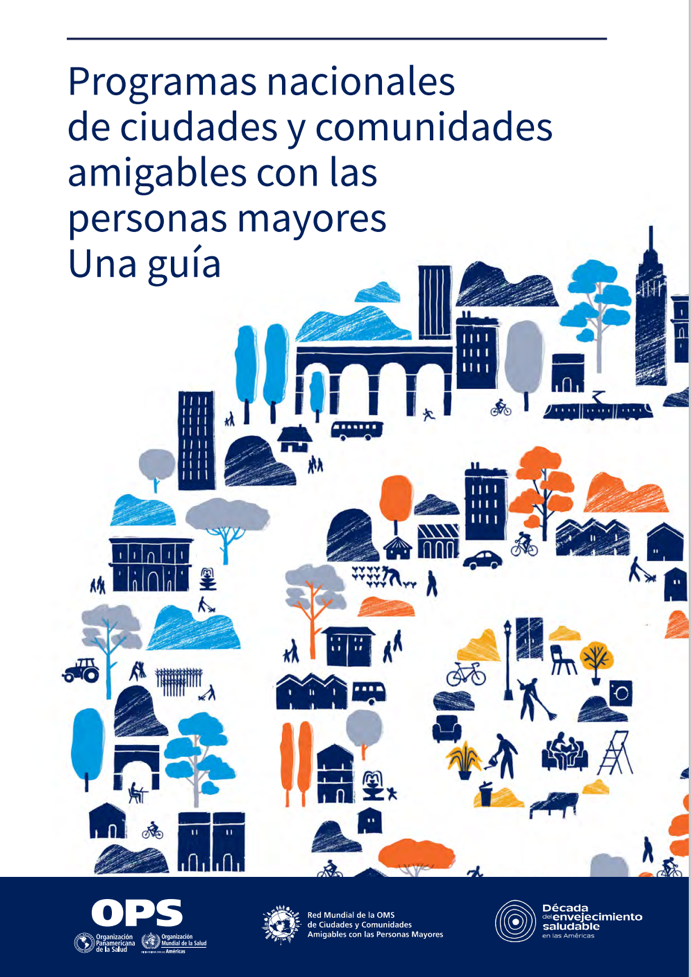 Programas nacionales
de ciudades y comunidades
amigables con las
personas mayores
Una guía
OPS
Organización
Panamericana
de la Salud
Organización
Mundial de la Salud
Américas
Red Mundial de la OMS
de Ciudades y Comunidades
Amigables con las Personas Mayores
Década
del envejecimiento
saludable
en las Américas